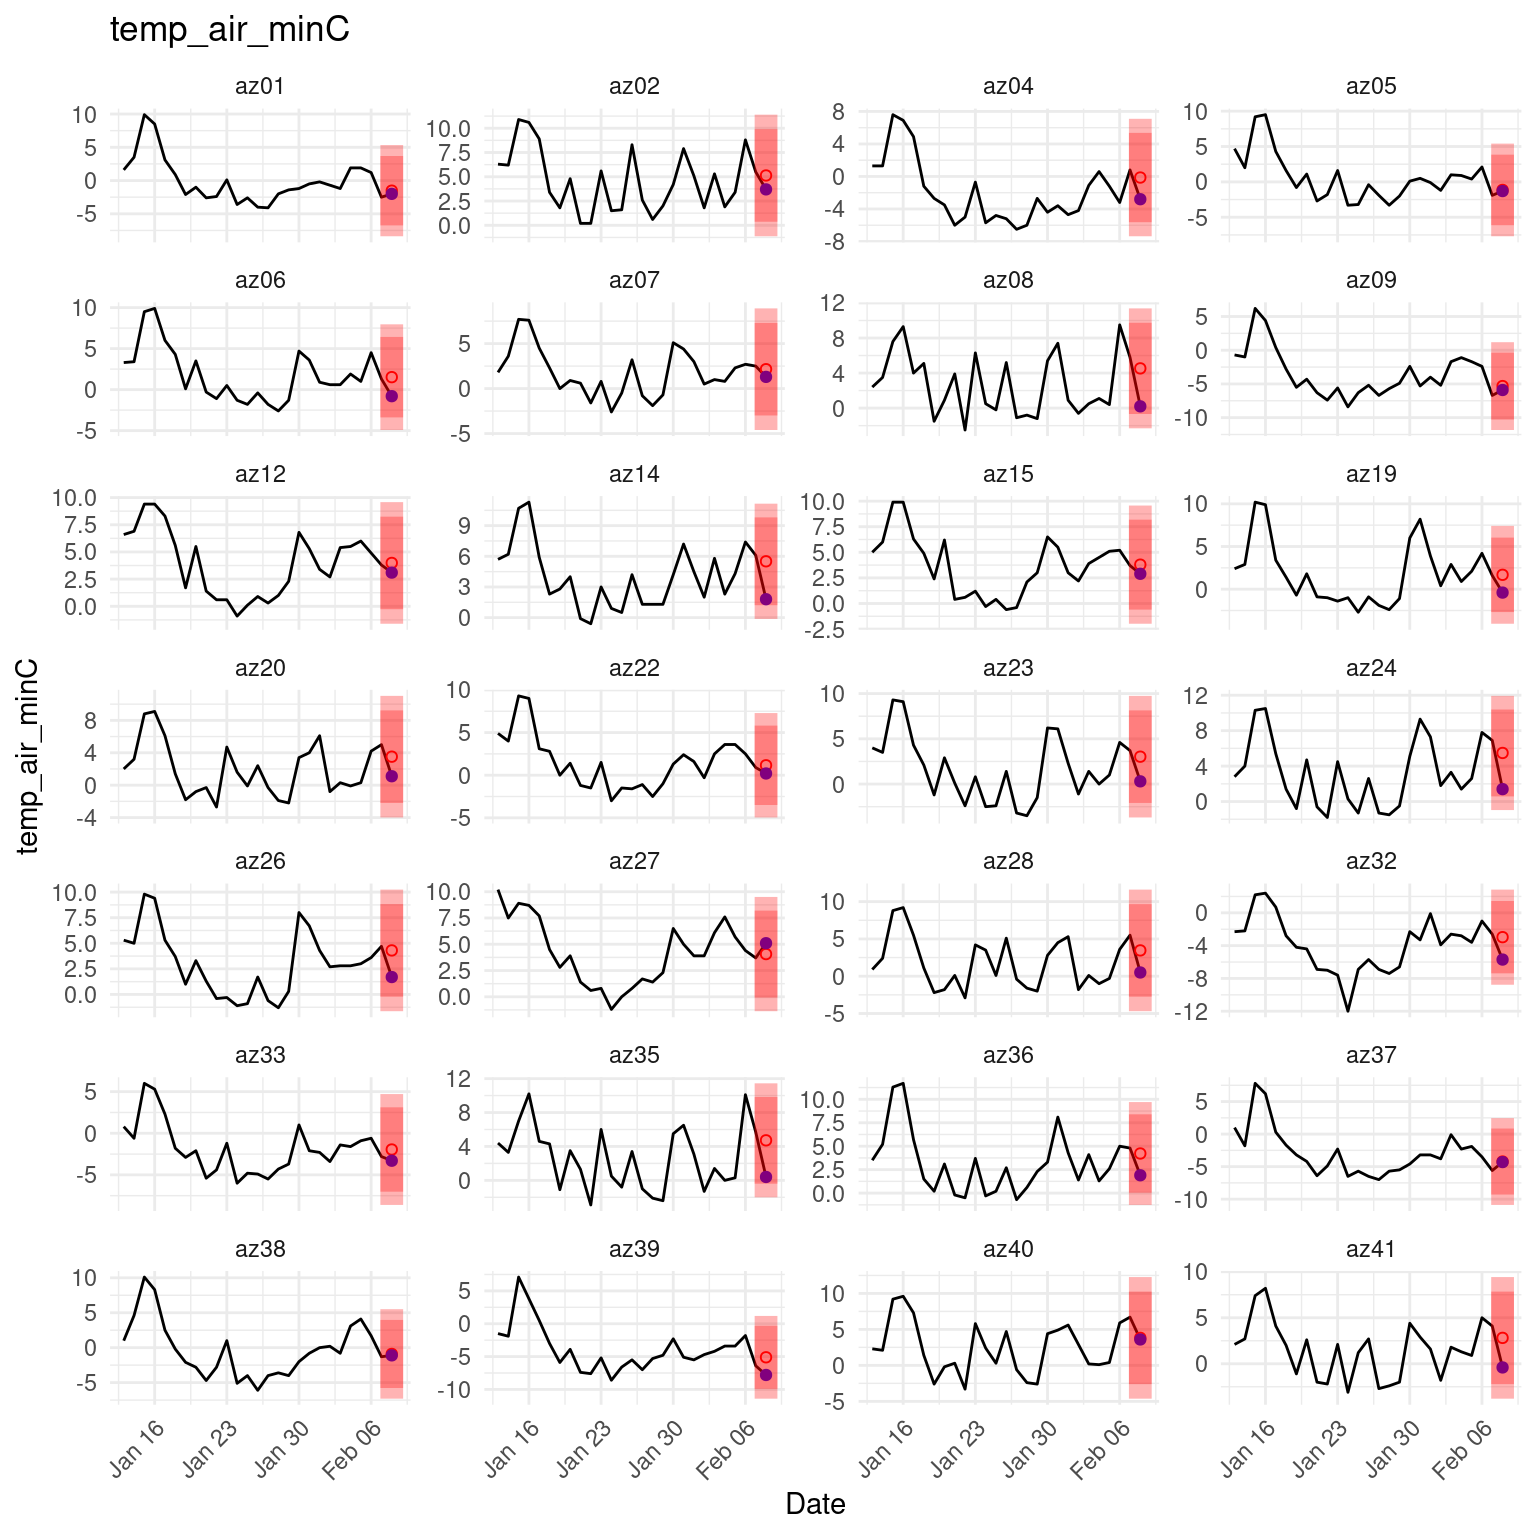 temp_air_minC
az01 az02 az04 az05
10 5 0 -5
10.0 7.5 5.0 2.5 0.0
8 4 0 -4 -8
10 5 0 -5
az06 az07 az08 az09
10 5 0 -5
5 0 -5
12 8 4 0
5 0 -5 -10
az12 az14 az15 az19
10.0 7.5 5.0 2.5 0.0
9 6 3 0
10.0 7.5 5.0 2.5 0.0 -2.5
10 5 0
temp_air_minC
az20 az22 az23 az24
8 4 0 -4
10 5 0 -5
10 5 0
12 8 4 0
az26 az27 az28 az32
10.0 7.5 5.0 2.5 0.0
10.0 7.5 5.0 2.5 0.0
10 5 0 -5
0 -4 -8 -12
az33 az35 az36 az37
5 0 -5
12 8 4 0
10.0 7.5 5.0 2.5 0.0
5 0 -5 -10
az38 az39 az40 az41
10 5 0 -5
5 0 -5 -10
10 5 0 -5
10 5 0
Jan 16 Jan 23 Jan 30 Feb 06
Jan 16 Jan 23 Jan 30 Feb 06
Jan 16 Jan 23 Jan 30 Feb 06
Jan 16 Jan 23 Jan 30 Feb 06
Date